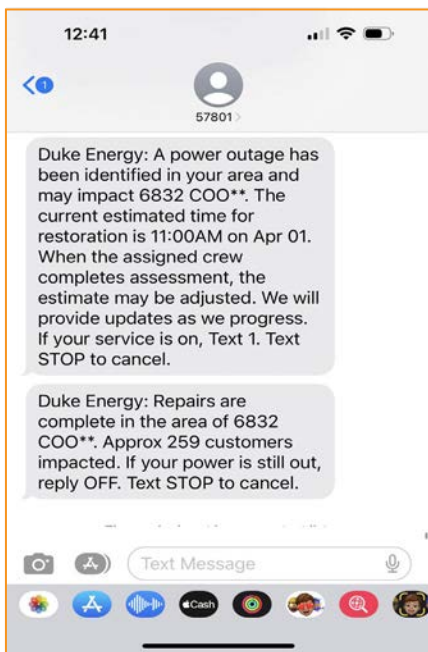 12:41
1
57801 >
Duke Energy: A power outage has
been identified in your area and
may impact 6832 COO**. The
current estimated time for
restoration is 11:00AM on Apr 01.
When the assigned crew
completes assessment, the
estimate may be adjusted. We will
provide updates as we progress.
If your service is on, Text 1. Text
STOP to cancel.
Duke Energy: Repairs are
complete in the area of 6832
COO**. Approx 259 customers
impacted. If your power is still out,
reply OFF. Text STOP to cancel.
Text Message
Cash